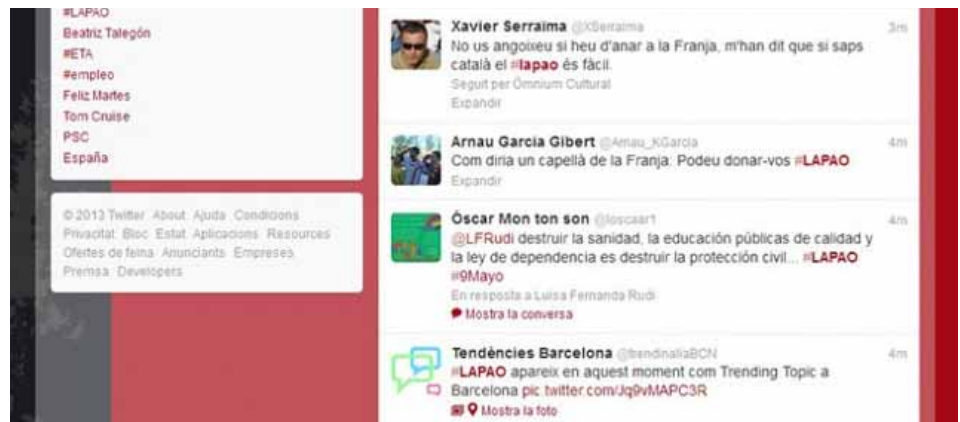 #LAPAO
Beatriz Talegón
#ETA
#empleo
Feliz Martes
Tom Cruise
PSC
España
© 2013 Twitter About Ajuda Condicions
Privacitat Bloc Estat Aplicacions Resources
Ofertes de feina Anunciants Empreses
Premsa Developers
Xavier Serraima @XSerraima 3m
No us angoixeu si heu d'anar a la Franja, m'han dit que si saps
català el #lapao és fàcil.
Seguit per Òmnium Cultural
Expandir
Arnau Garcia Gibert @Arnau_KGarcia 4m
Com diria un capellà de la Franja: Podeu donar-vos #LAPAO
Expandir
Òscar Mon ton son @loscaar1 4m
@LFRudi destruir la sanidad, la educación públicas de calidad y
la ley de dependencia es destruir la protección civil... #LAPAO
#9Mayo
En resposta a Luisa Fernanda Rudi
Mostra la conversa
Tendències Barcelona @trendinaliaBCN 4m
#LAPAO apareix en aquest moment com Trending Topic a
Barcelona pic.twitter.com/Jq9vMAPC3R
Mostra la foto